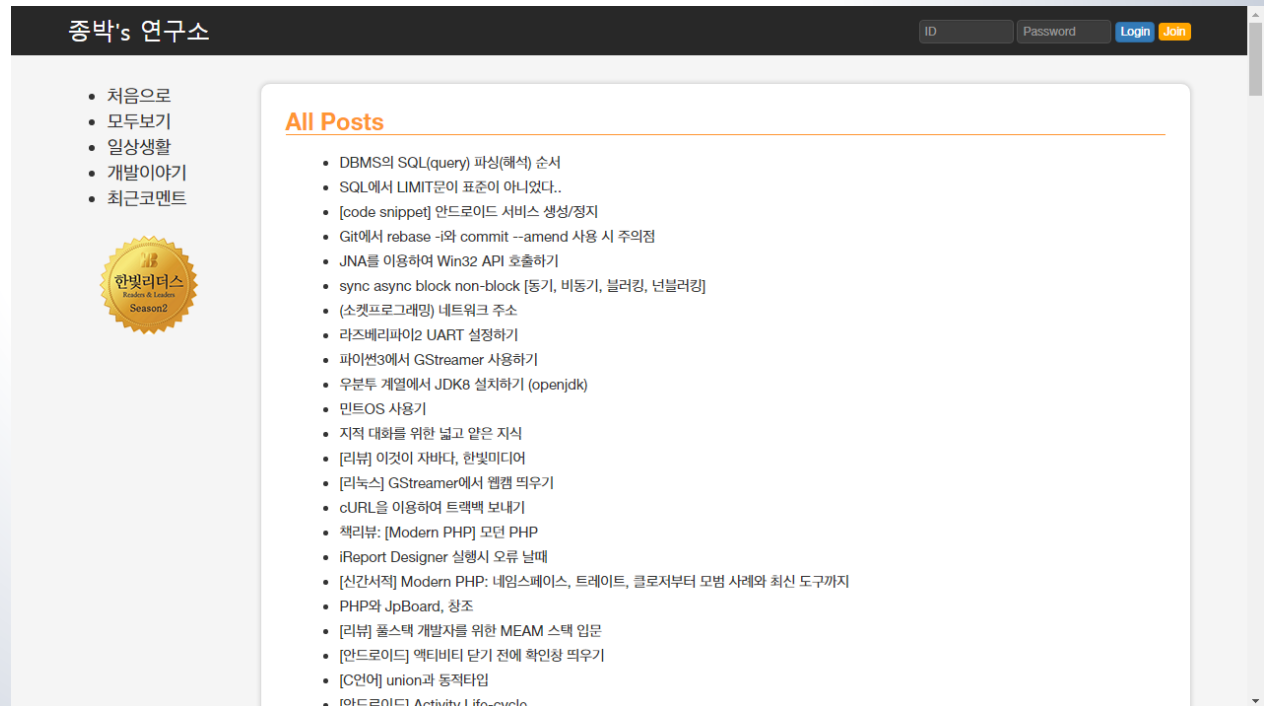 종박's 연구소
ID
Password
Login
Join
처음으로
모두보기
일상생활
개발이야기
최근코멘트
한빛리더스
Readers & Leaders
Season2
All Posts
DBMS의 SQL(query) 파싱(해석) 순서
SQL에서 LIMIT문이 표준이 아니었다..
[code snippet] 안드로이드 서비스 생성/정지
Git에서 rebase -i와 commit --amend 사용 시 주의점
JNA를 이용하여 Win32 API 호출하기
sync async block non-block [동기, 비동기, 블러킹, 넌블러킹]
(소켓프로그래밍) 네트워크 주소
라즈베리파이2 UART 설정하기
파이썬3에서 GStreamer 사용하기
우분투 계열에서 JDK8 설치하기 (openjdk)
민트OS 사용기
지적 대화를 위한 넓고 얕은 지식
[리뷰] 이것이 자바다, 한빛미디어
[리눅스] GStreamer에서 웹캠 띄우기
cURL을 이용하여 트랙백 보내기
책리뷰: [Modern PHP] 모던 PHP
iReport Designer 실행시 오류 날때
[신간서적] Modern PHP: 네임스페이스, 트레이트, 클로저부터 모범 사례와 최신 도구까지
PHP와 JpBoard, 창조
[리뷰] 풀스택 개발자를 위한 MEAM 스택 입문
[안드로이드] 액티비티 닫기 전에 확인창 띄우기
[C언어] union과 동적타입
[안드로이드] Activity Life-cycle